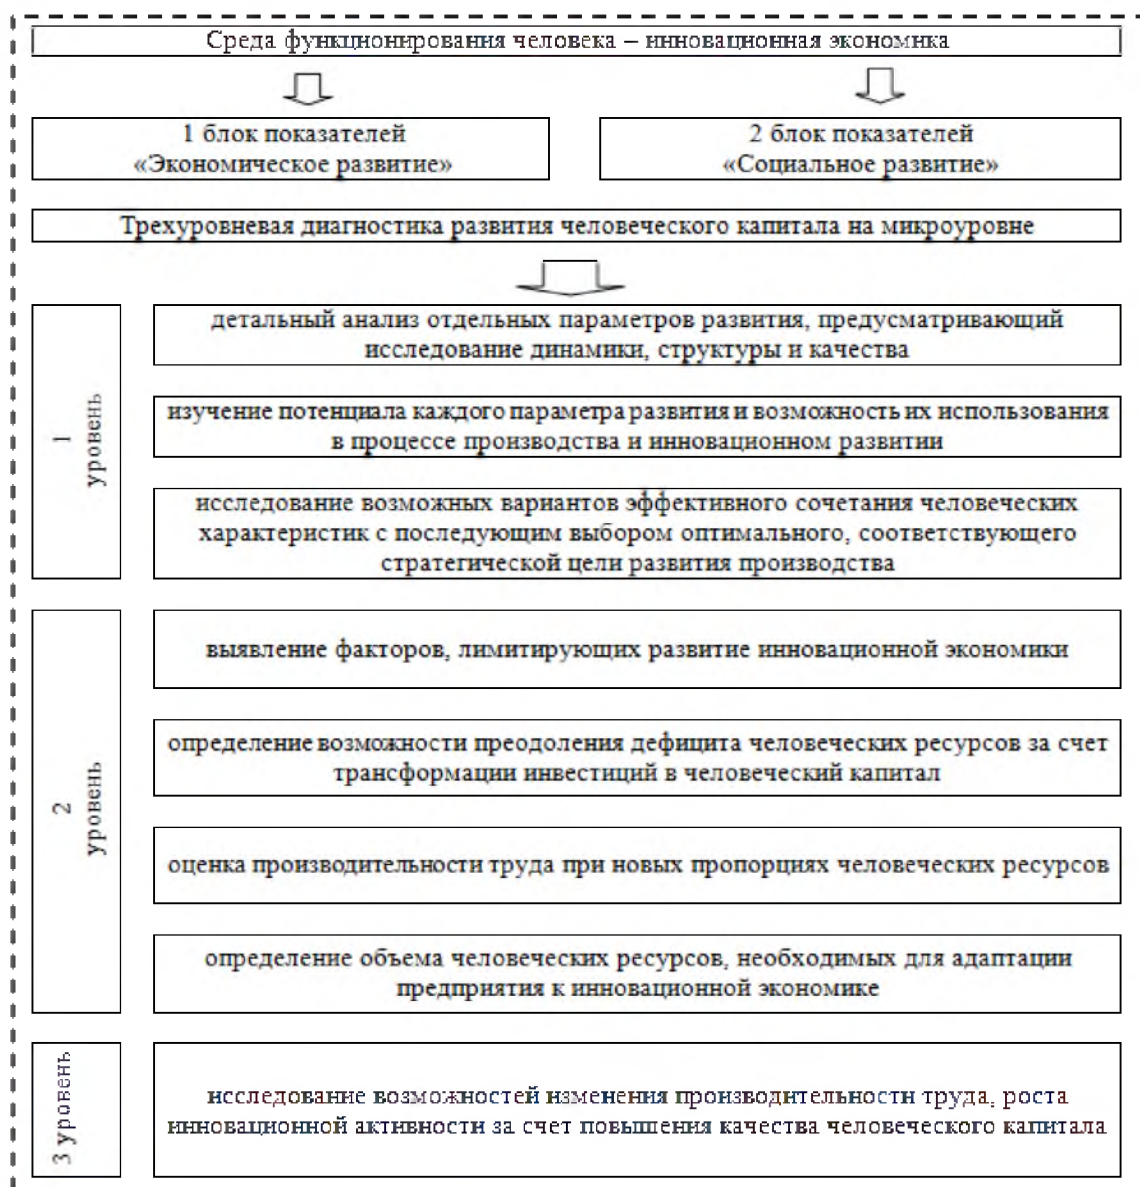 Среда функционирования человека – инновационная экономика
1 блок показателей
«Экономическое развитие»
2 блок показателей
«Социальное развитие»
Трехуровневая диагностика развития человеческого капитала на микроуровне
1
уровень
детальный анализ отдельных параметров развития, предусматривающий
исследование динамики, структуры и качества
изучение потенциала каждого параметра развития и возможность их использования
в процессе производства и инновационном развитии
исследование возможных вариантов эффективного сочетания человеческих
характеристик с последующим выбором оптимального, соответствующего
стратегической цели развития производства
2
уровень
выявление факторов, лимитирующих развитие инновационной экономики
определение возможности преодоления дефицита человеческих ресурсов за счет
трансформации инвестиций в человеческий капитал
оценка производительности труда при новых пропорциях человеческих ресурсов
определение объема человеческих ресурсов, необходимых для адаптации
предприятия к инновационной экономике
3 уровень
исследование возможностей изменения производительности труда, роста
инновационной активности за счет повышения качества человеческого капитала